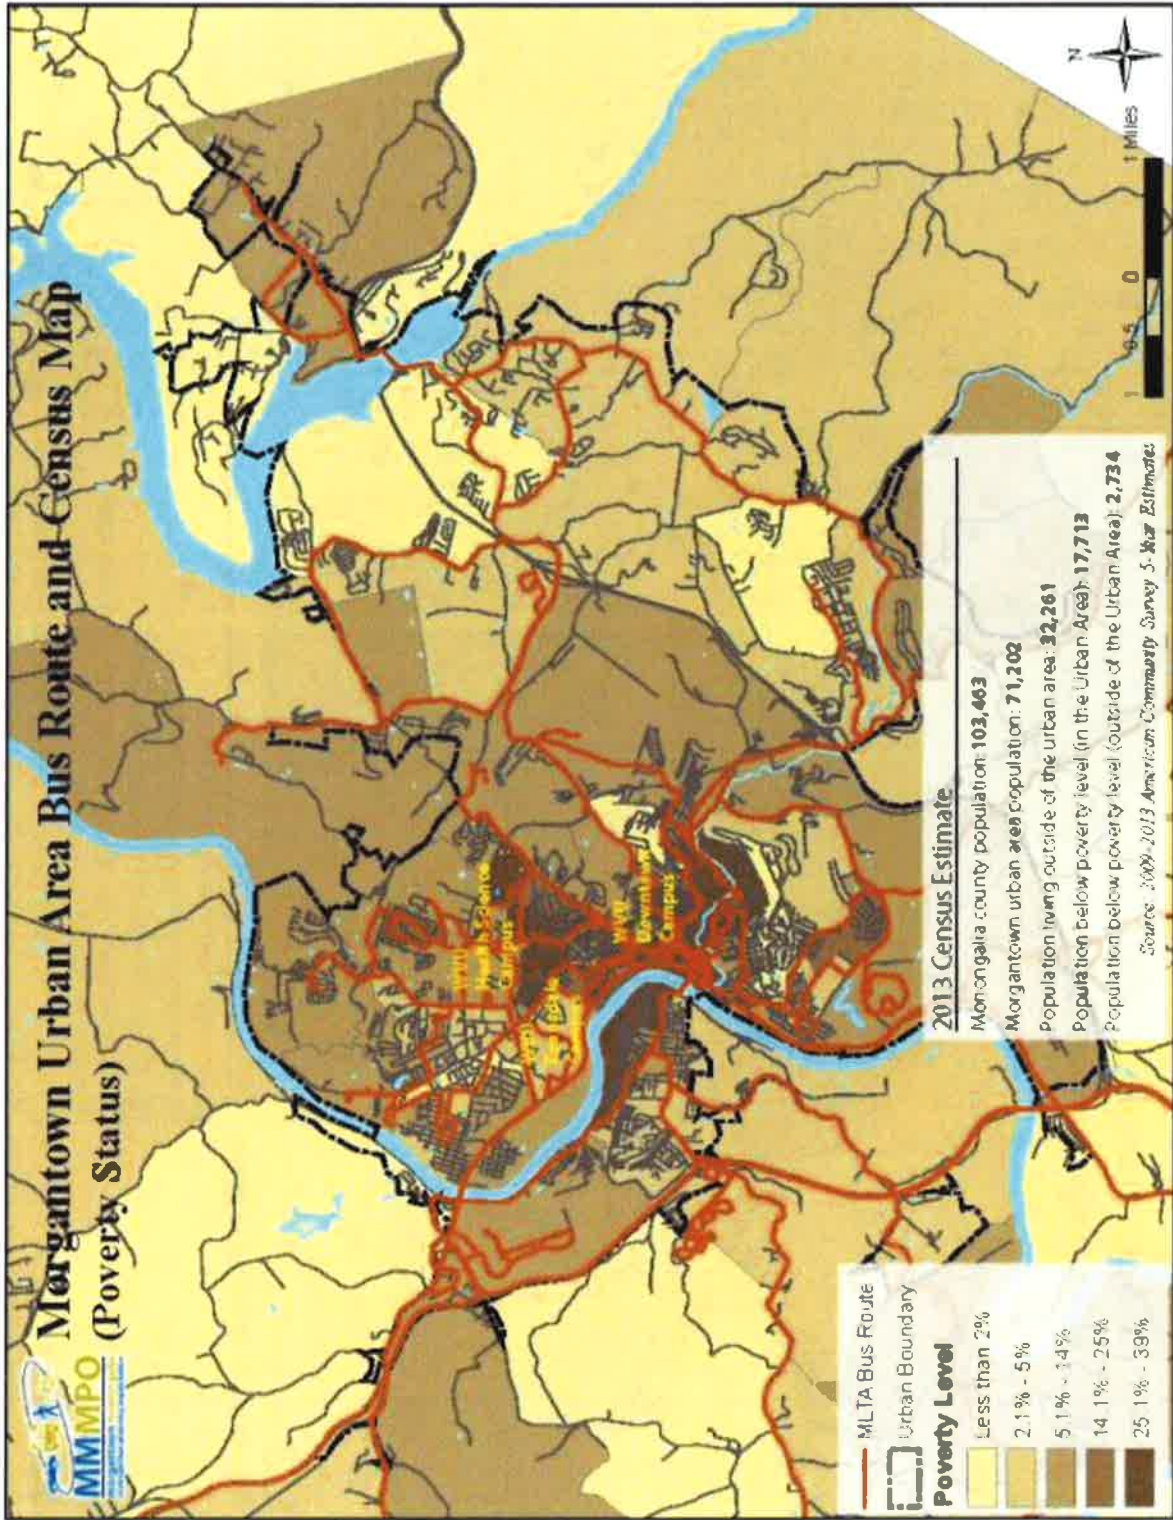 MMMPO
Morgantown Urban Area Bus Route and Census Map
(Poverty Status)
WVU
Health Science
Campus
WVU
WVU
Downtown
Campus
MLTA Bus Route
Urban Boundary
Poverty Level
Less than 2%
2.1% - 5%
5.1% - 14%
14.1% - 25%
25.1% - 39%
2013 Census Estimate
Monongalia county population: 103,463
Morgantown urban area population: 71,202
Population living outside of the urban area: 32,261
Population below poverty level (in the Urban Area): 17,713
Population below poverty level (outside of the Urban Area): 2,734
Source: 2009-2013 American Community Survey 5-Year Estimates
N
1 0.5 0 1 Miles